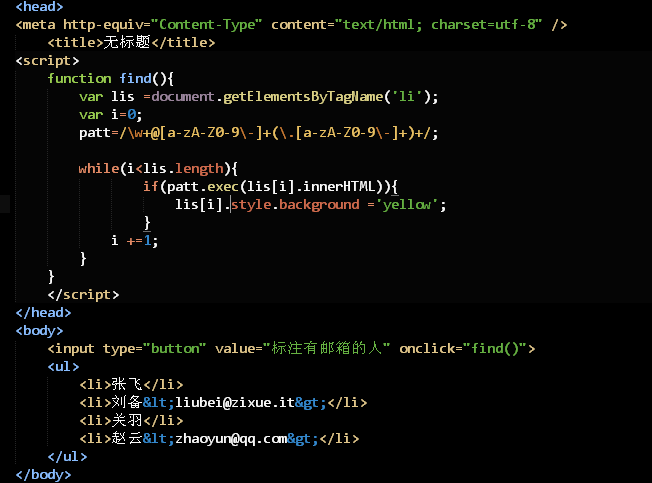 <head>
<meta http-equiv="Content-Type" content="text/html; charset=utf-8" />
<title>无标题</title>
<script>
function find(){
var lis =document.getElementsByTagName('li');
var i=0;
patt=/\w+@[a-zA-Z0-9\-]+(\.[a-zA-Z0-9\-]+)+/;
while(i<lis.length){
if(patt.exec(lis[i].innerHTML)){
lis[i].style.background ='yellow';
}
i +=1;
}
}
</script>
</head>
<body>
<input type="button" value="标注有邮箱的人" onclick="find()">
<ul>
<li>张飞</li>
<li>刘备&lt;liubei@zixue.it&gt;</li>
<li>关羽</li>
<li>赵云&lt;zhaoyun@qq.com&gt;</li>
</ul>
</body>